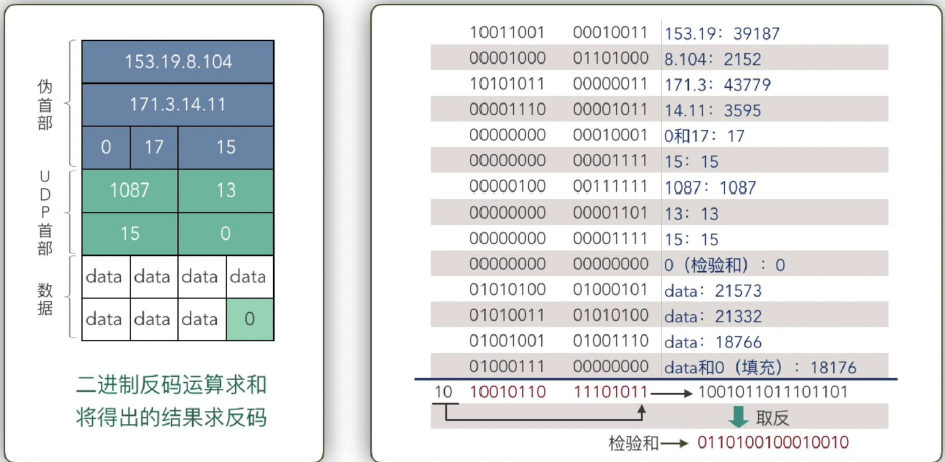 伪首部
153.19.8.104
171.3.14.11
0 17 15
UDP首部
1087 13
15 0
数据
data data data data
data data data 0
二进制反码运算求和
将得出的结果求反码
10011001 00010011 153.19：39187
00001000 01101000 8.104：2152
10101011 00000011 171.3：43779
00001110 00001011 14.11：3595
00000000 00010001 0和17：17
00000000 00001111 15：15
00000100 00111111 1087：1087
00000000 00001101 13：13
00000000 00001111 15：15
00000000 00000000 0（检验和）：0
01010100 01000101 data：21573
01010011 01010100 data：21332
01001001 01001110 data：18766
01000111 00000000 data和0（填充）：18176
10 10010110 11101011 1001011011101101
取反
检验和 0110100100010010